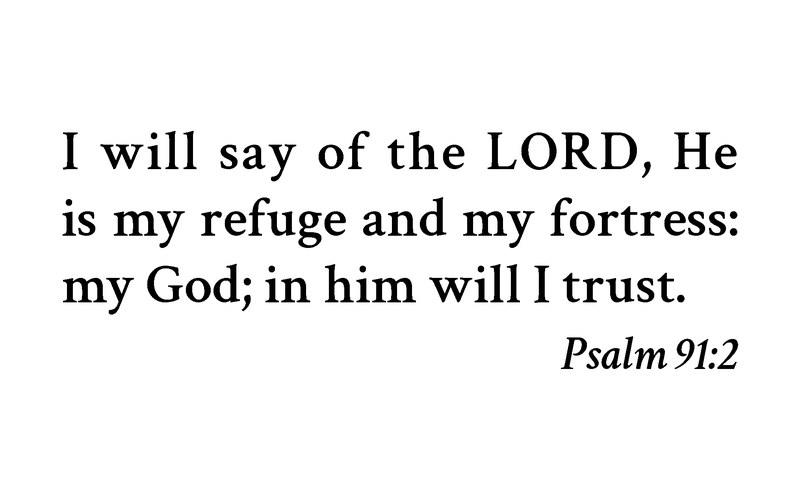 I will say of the LORD, He
is my refuge and my fortress:
my God; in him will I trust.
Psalm 91:2